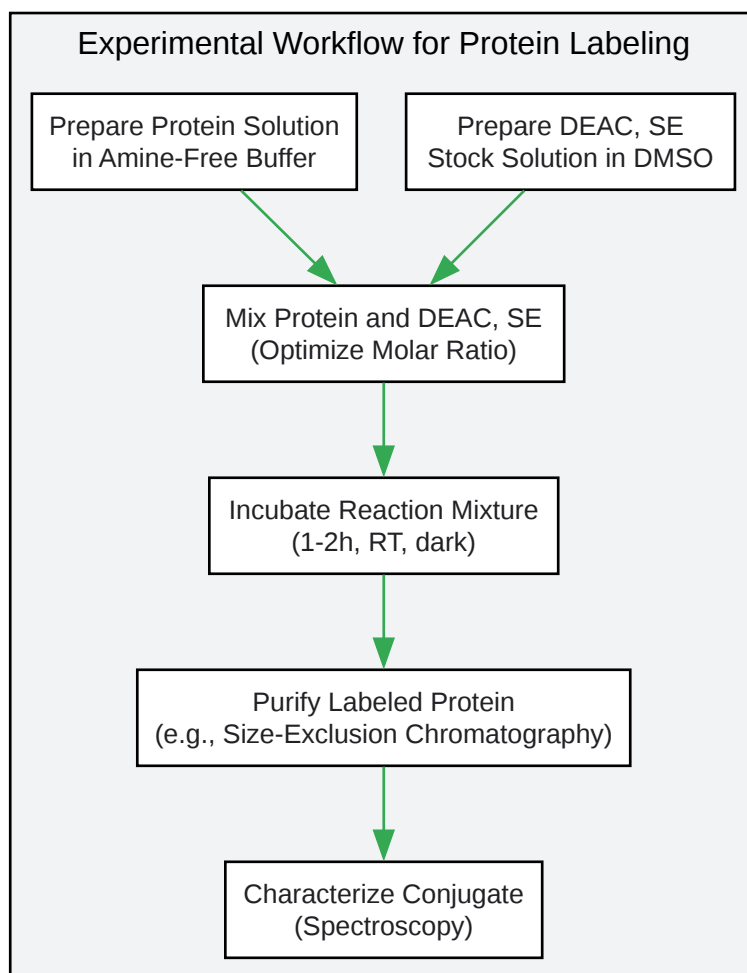 Experimental Workflow for Protein Labeling
Prepare Protein Solution
in Amine-Free Buffer
Prepare DEAC, SE
Stock Solution in DMSO
Mix Protein and DEAC, SE
(Optimize Molar Ratio)
Incubate Reaction Mixture
(1-2h, RT, dark)
Purify Labeled Protein
(e.g., Size-Exclusion Chromatography)
Characterize Conjugate
(Spectroscopy)